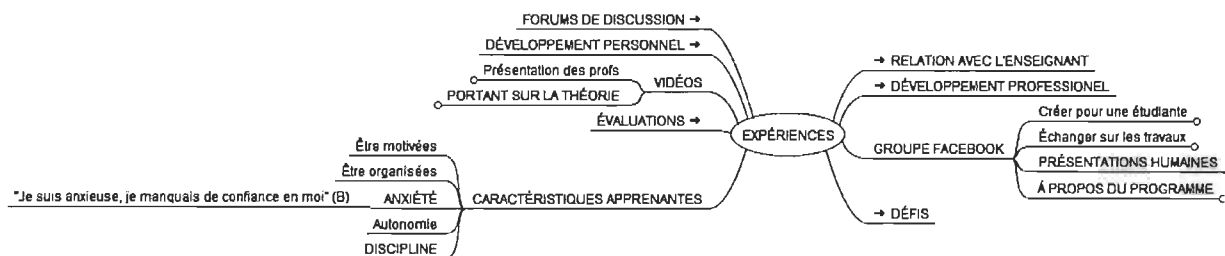 FORUMS DE DISCUSSION →
DÉVELOPPEMENT PERSONNEL →
Présentation des profs
PORTANT SUR LA THÉORIE
VIDÉOS
ÉVALUATIONS →
Être motivées
Être organisées
"Je suis anxieuse, je manquais de confiance en moi" (B)
ANXIÉTÉ
Autonomie
DISCIPLINE
CARACTÉRISTIQUES APPRENANTES
EXPÉRIENCES
→ RELATION AVEC L'ENSEIGNANT
→ DÉVELOPPEMENT PROFESSIONEL
GROUPE FACEBOOK
Créer pour une étudiante
Échanger sur les travaux
PRÉSENTATIONS HUMAINES
Á PROPOS DU PROGRAMME
→ DÉFIS